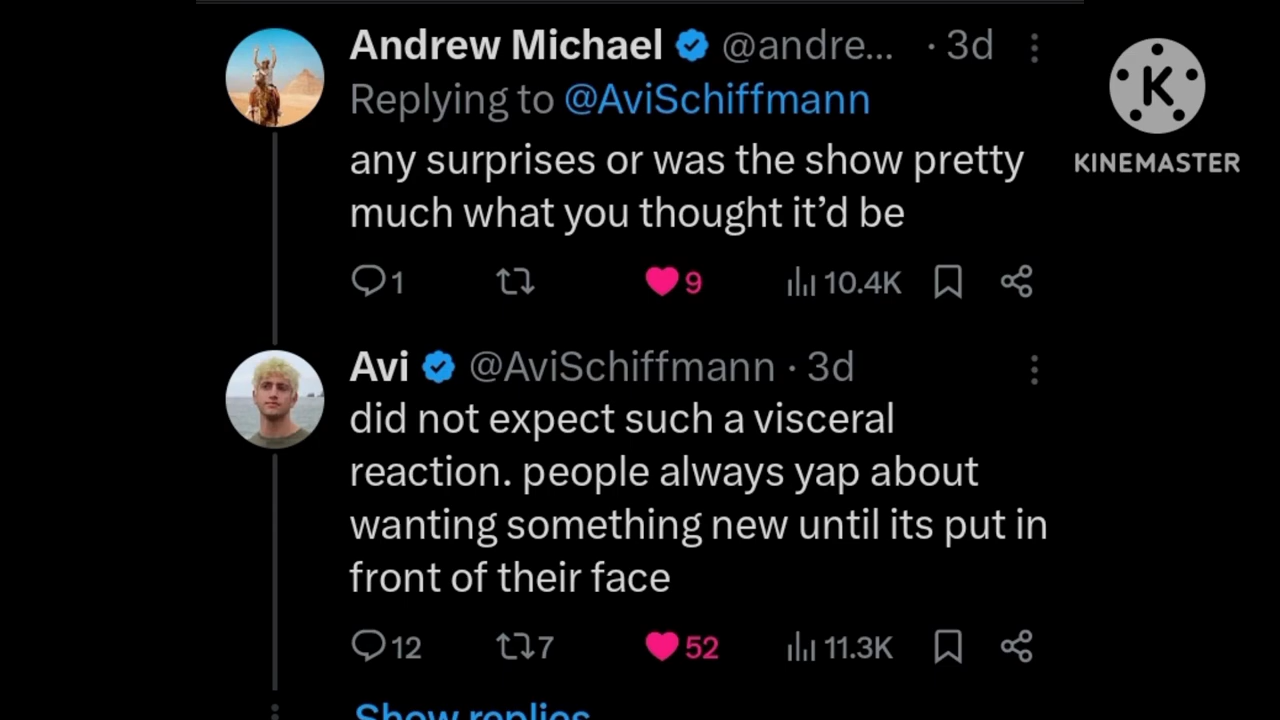 Andrew Michael @andre... · 3d
Replying to @AviSchiffmann
any surprises or was the show pretty
much what you thought it’d be
1 9 10.4K
K
KINEMASTER
Avi @AviSchiffmann · 3d
did not expect such a visceral
reaction. people always yap about
wanting something new until its put in
front of their face
12 7 52 11.3K
Show replies